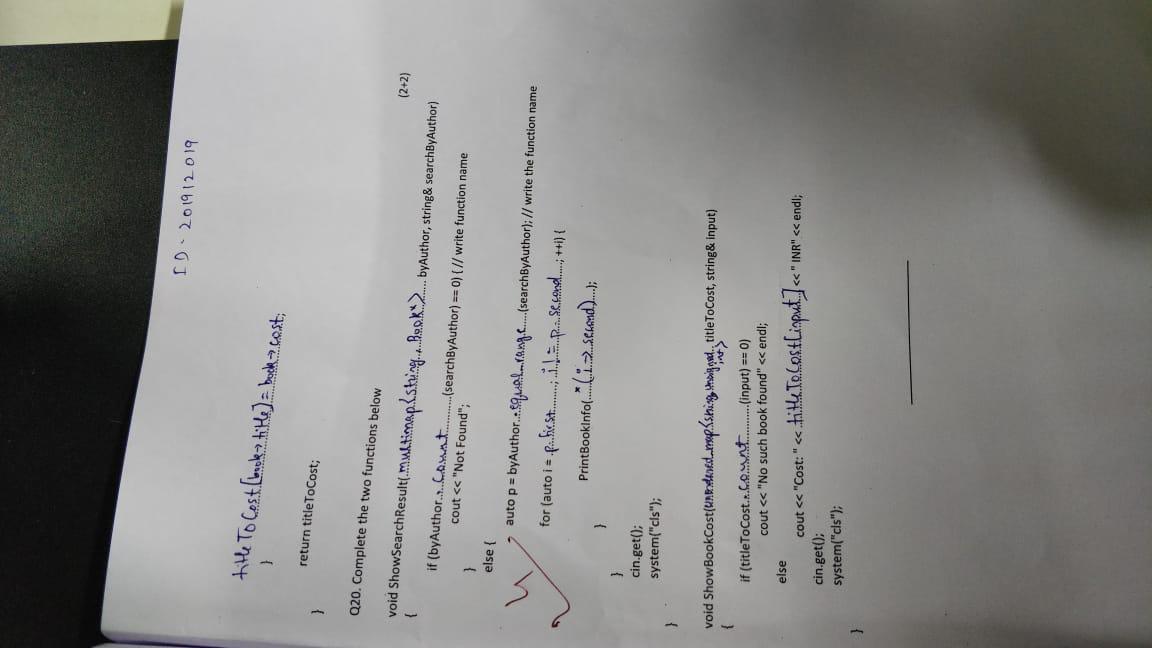 ID - 201912019
titleToCost[book→title]=book→cost;
}
return titleToCost;
}
Q20. Complete the two functions below
(2+2)
void ShowSearchResult(multimap<string, Book*> byAuthor, string& searchByAuthor)
{
if (byAuthor.count (searchByAuthor) == 0) { // write function name
cout << "Not Found";
}
else {
auto p = byAuthor.equal_range (searchByAuthor); // write the function name
for (auto i = p.first; i != p.second; ++i) {
PrintBookInfo(*(i→second));
}
}
4
cin.get();
system("cls");
}
void ShowBookCost(unordered_map<string, unsigned int> titleToCost, string& input)
{
if (titleToCost.count (input) == 0)
cout << "No such book found" << endl;
else
cout << "Cost: " << titleToCost[input] << " INR" << endl;
cin.get();
system("cls");
}